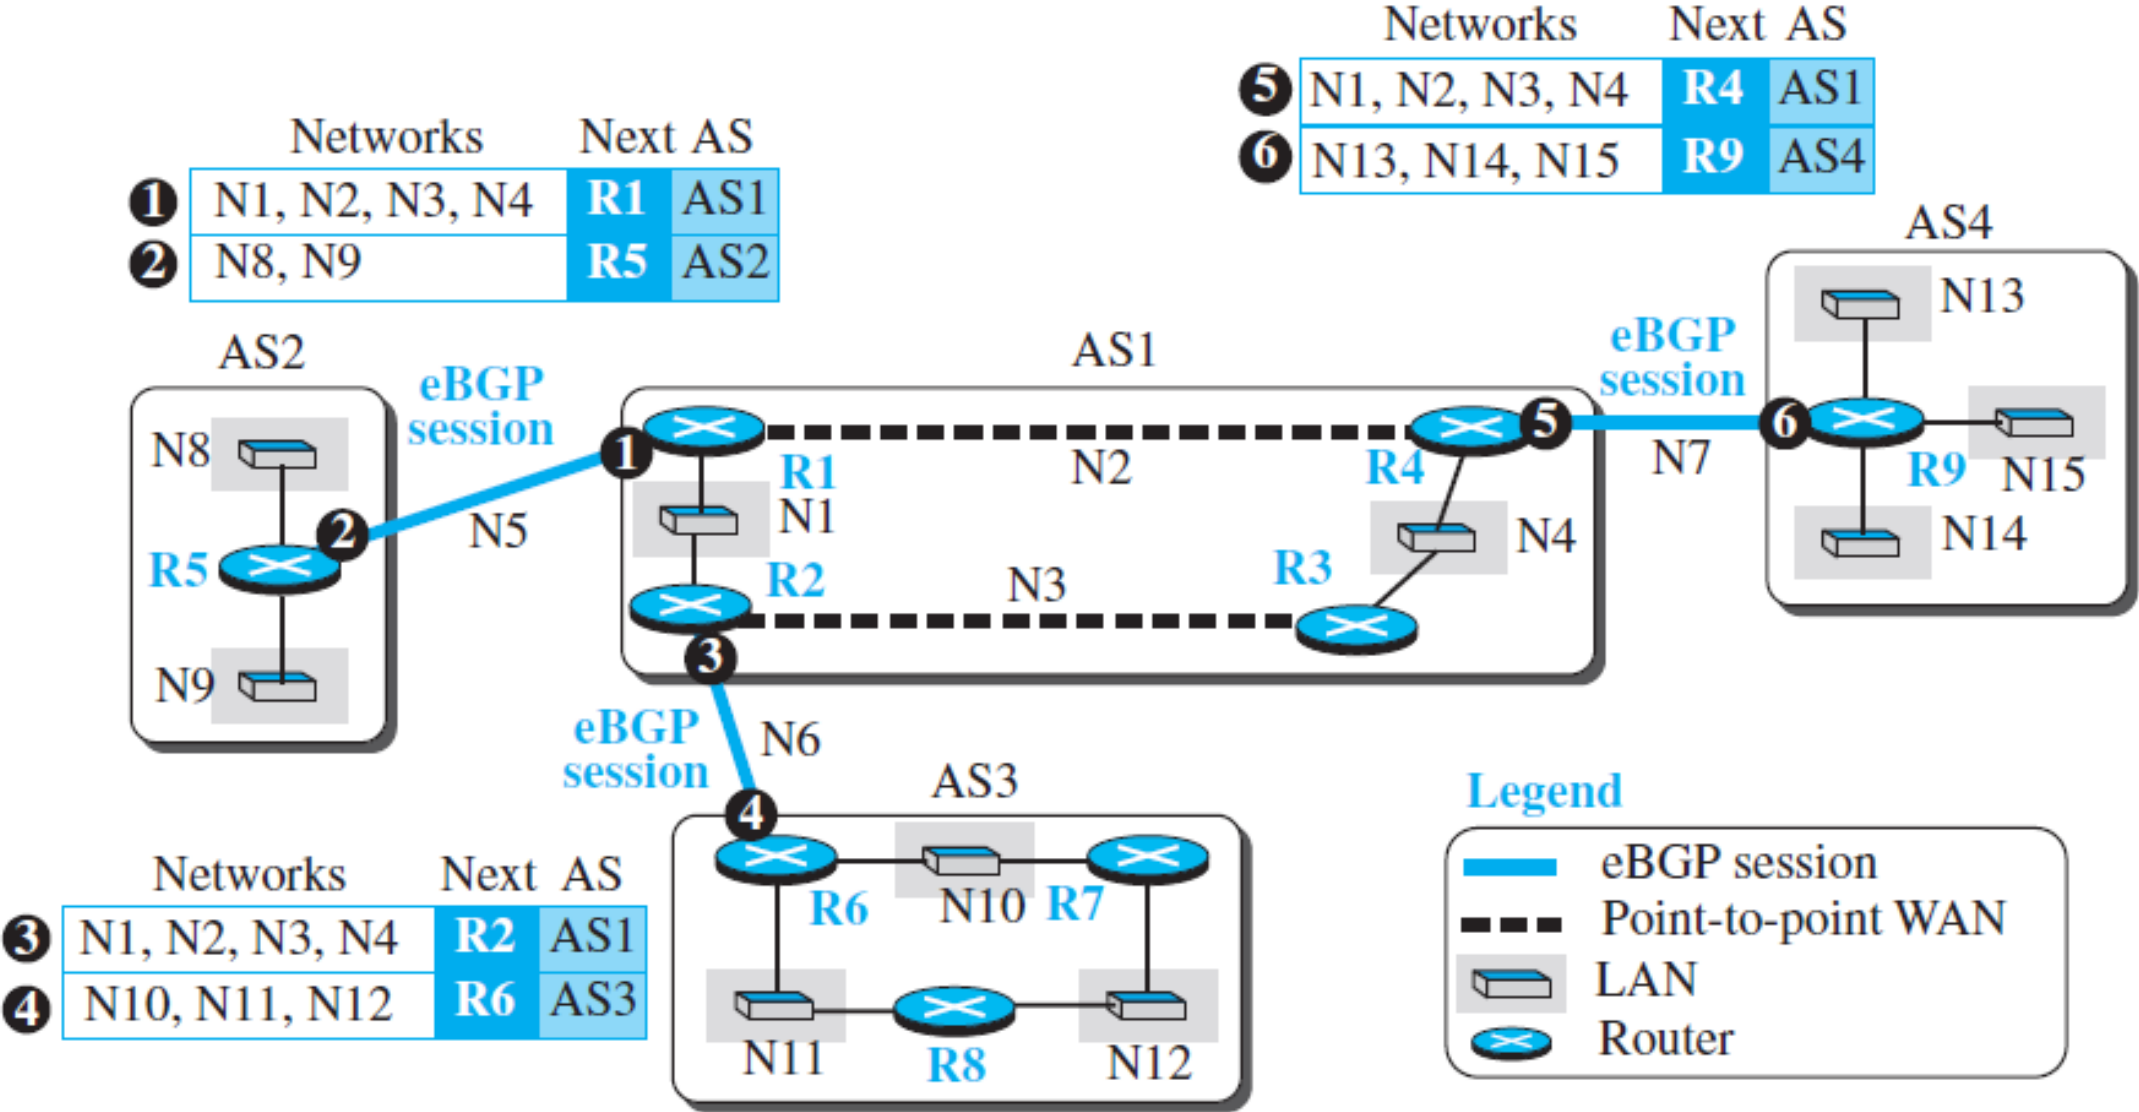 Networks Next AS
5 N1, N2, N3, N4 R4 AS1
6 N13, N14, N15 R9 AS4
Networks Next AS
1 N1, N2, N3, N4 R1 AS1
2 N8, N9 R5 AS2
AS4
N13
eBGP
session
6
N7
R9
N15
N14
AS2
eBGP
session
N8
2
N5
R5
N9
AS1
1
R1
N2
R4
5
N1
N4
R2
N3
R3
3
eBGP
session
N6
AS3
4
R6
N10
R7
N11
R8
N12
Networks Next AS
3 N1, N2, N3, N4 R2 AS1
4 N10, N11, N12 R6 AS3
Legend
eBGP session
Point-to-point WAN
LAN
Router